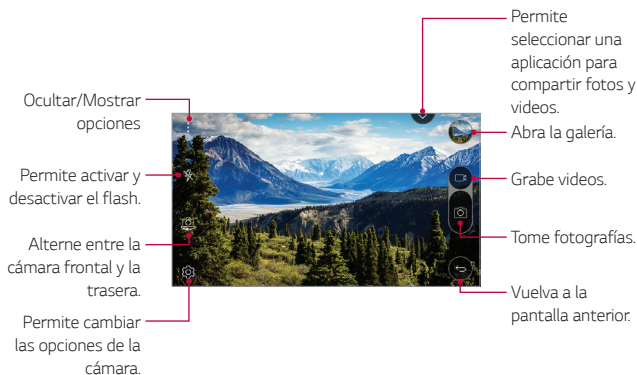 Ocultar/Mostrar
opciones
Permite activar y
desactivar el flash.
Alterne entre la
cámara frontal y la
trasera.
Permite cambiar
las opciones de la
cámara.
Permite
seleccionar una
aplicación para
compartir fotos y
videos.
Abra la galería.
Grabe videos.
Tome fotografías.
Vuelva a la
pantalla anterior.